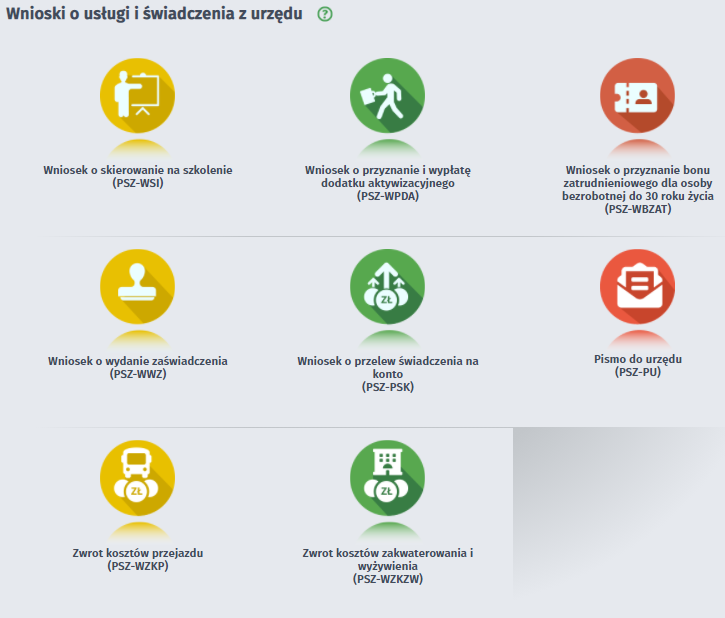 Wnioski o usługi i świadczenia z urzędu ?
Wniosek o skierowanie na szkolenie
(PSZ-WSI)
Wniosek o przyznanie i wypłatę
dodatku aktywizacyjnego
(PSZ-WPDA)
Wniosek o przyznanie bonu
zatrudnieniowego dla osoby
bezrobotnej do 30 roku życia
(PSZ-WBZAT)
Wniosek o wydanie zaświadczenia
(PSZ-WWZ)
ZŁ
Wniosek o przelew świadczenia na
konto
(PSZ-PSK)
Pismo do urzędu
(PSZ-PU)
ZŁ
Zwrot kosztów przejazdu
(PSZ-WZKP)
ZŁ
Zwrot kosztów zakwaterowania i
wyżywienia
(PSZ-WZKZW)